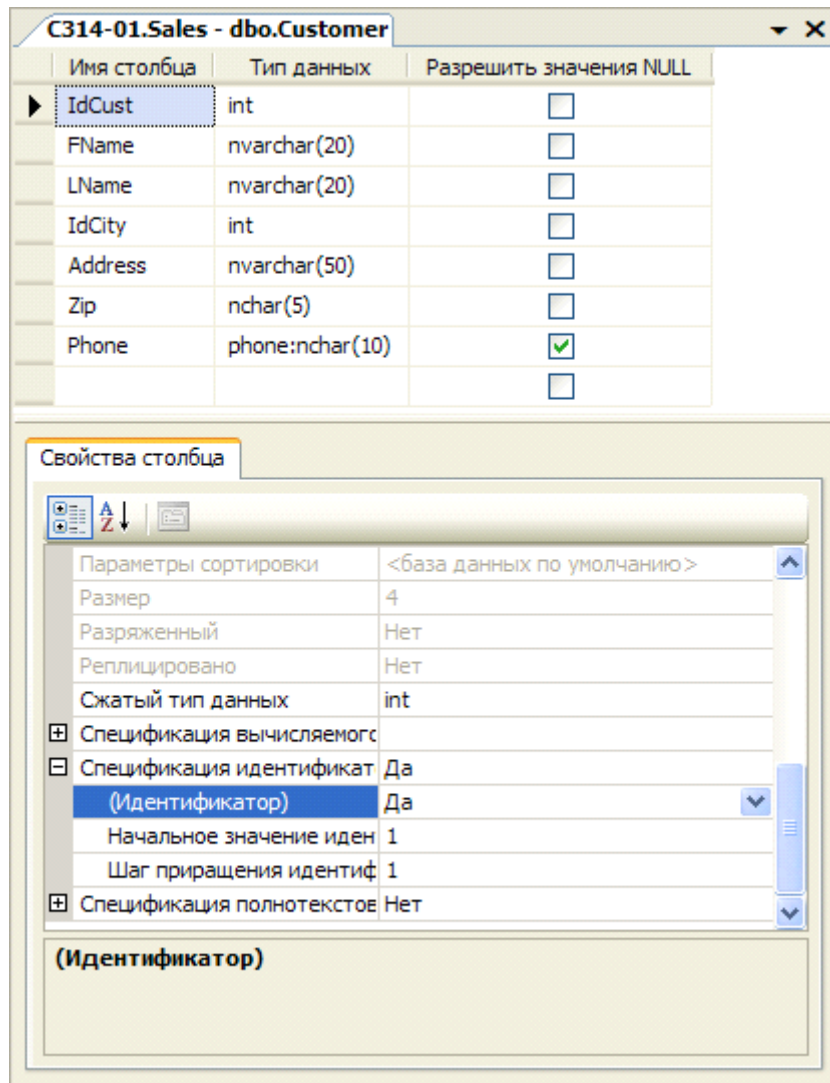 C314-01.Sales - dbo.Customer
Имя столбца Тип данных Разрешить значения NULL
IdCust int
FName nvarchar(20)
LName nvarchar(20)
IdCity int
Address nvarchar(50)
Zip nchar(5)
Phone phone:nchar(10)
Свойства столбца
Параметры сортировки <база данных по умолчанию>
Размер 4
Разряженный Нет
Реплицировано Нет
Сжатый тип данных int
Спецификация вычисляемого
Спецификация идентификат Да
(Идентификатор) Да
Начальное значение иден 1
Шаг приращения идентиф 1
Спецификация полнотекстов Нет
(Идентификатор)